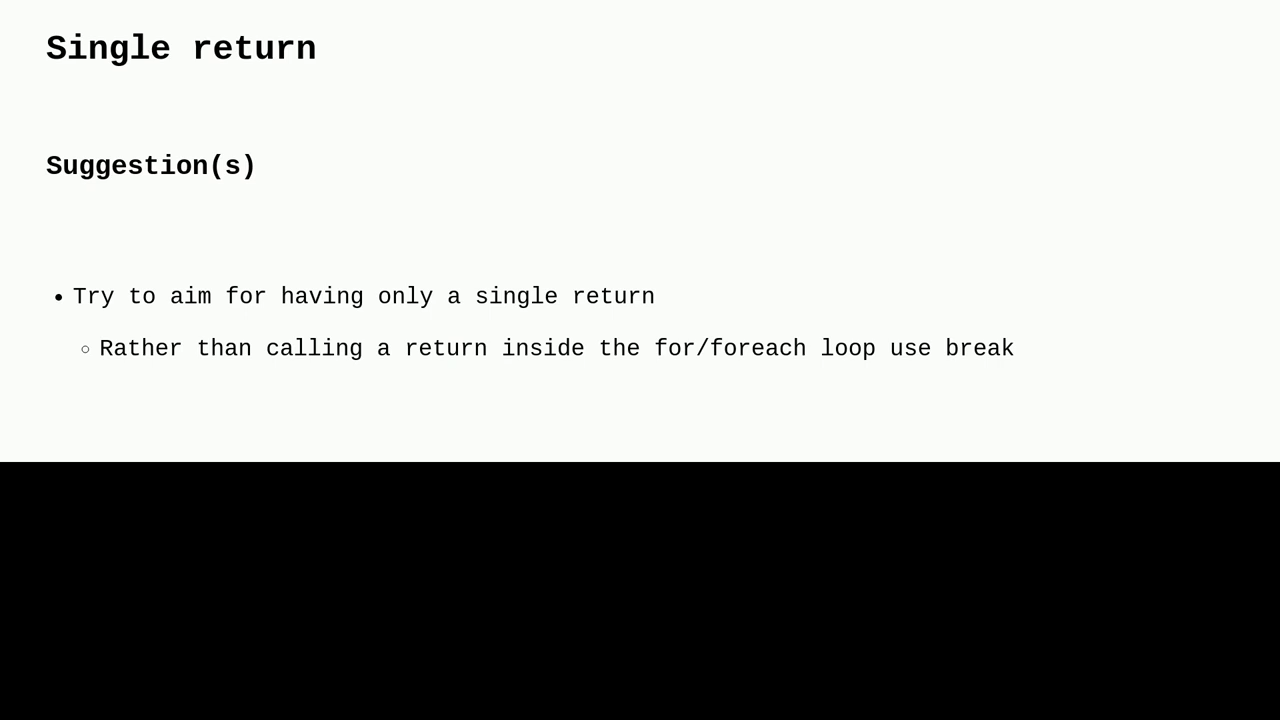 Single return
Suggestion(s)
• Try to aim for having only a single return
○ Rather than calling a return inside the for/foreach loop use break